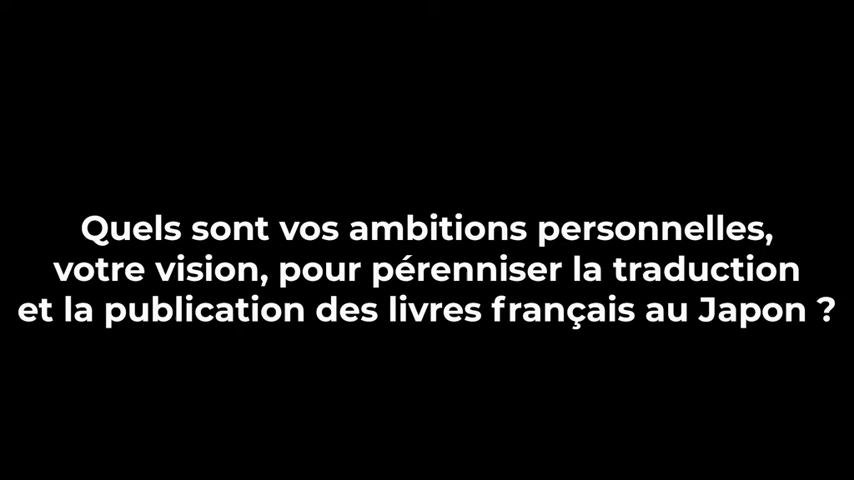 Quels sont vos ambitions personnelles,
votre vision, pour pérenniser la traduction
et la publication des livres français au Japon ?